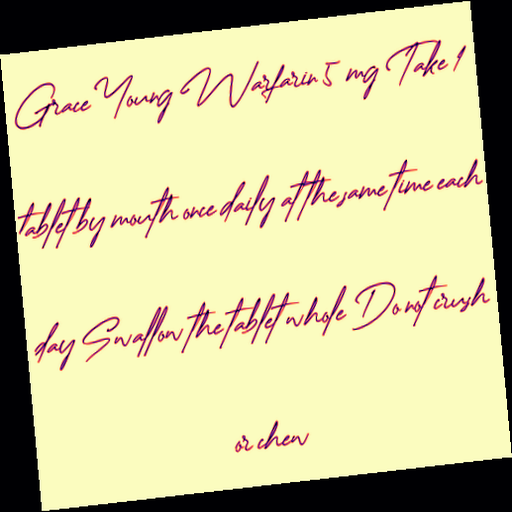 Grace Young Warfarin 5 mg Take 1
tablet by mouth once daily at the same time each
day Swallow the tablet whole Do not crush
or chew